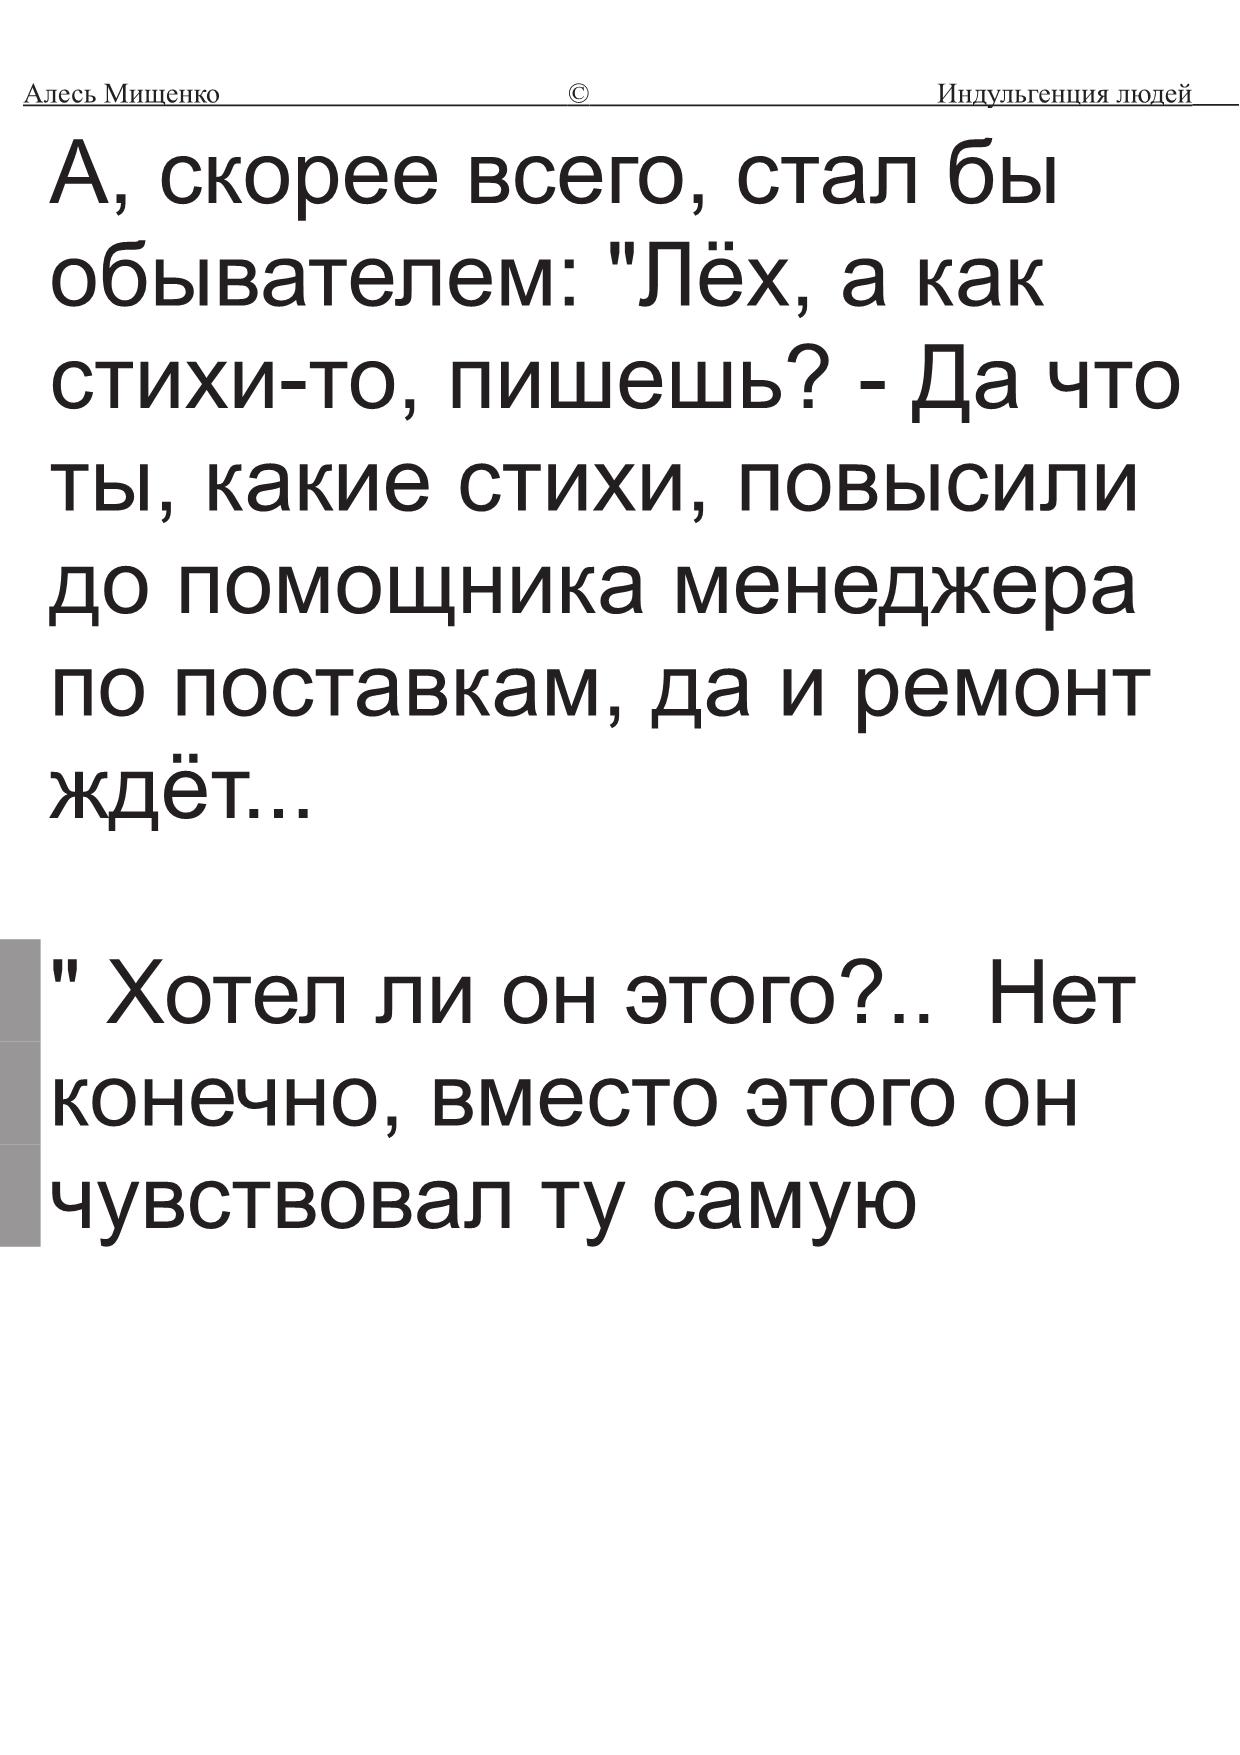 Алесь Мищенко © Индульгенция людей
А, скорее всего, стал бы
обывателем: "Лёх, а как
стихи-то, пишешь? - Да что
ты, какие стихи, повысили
до помощника менеджера
по поставкам, да и ремонт
ждёт...
" Хотел ли он этого?..  Нет
конечно, вместо этого он
чувствовал ту самую